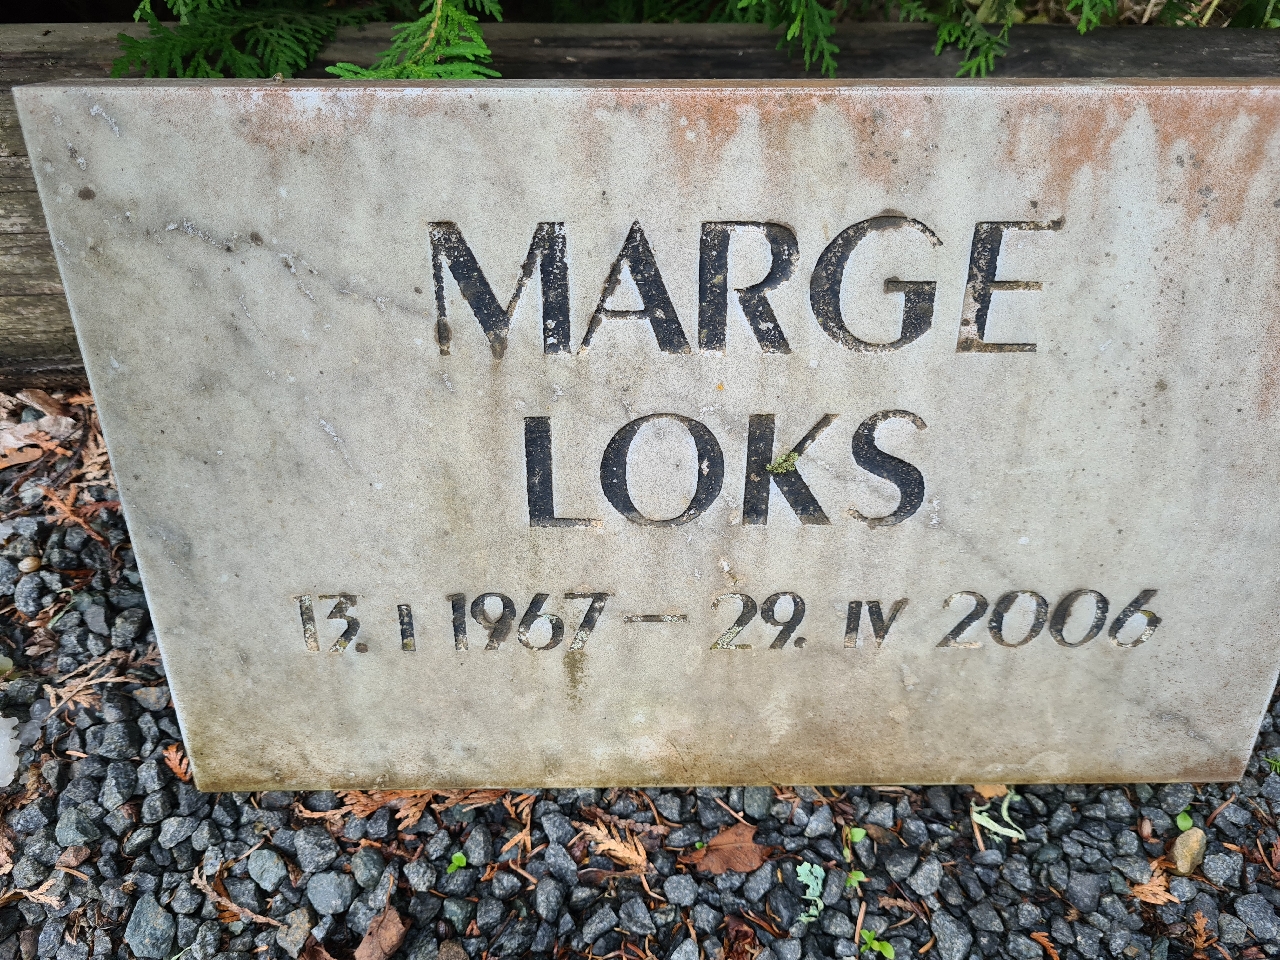 MARGE
LOKS
13. I 1967 – 29. IV 2006